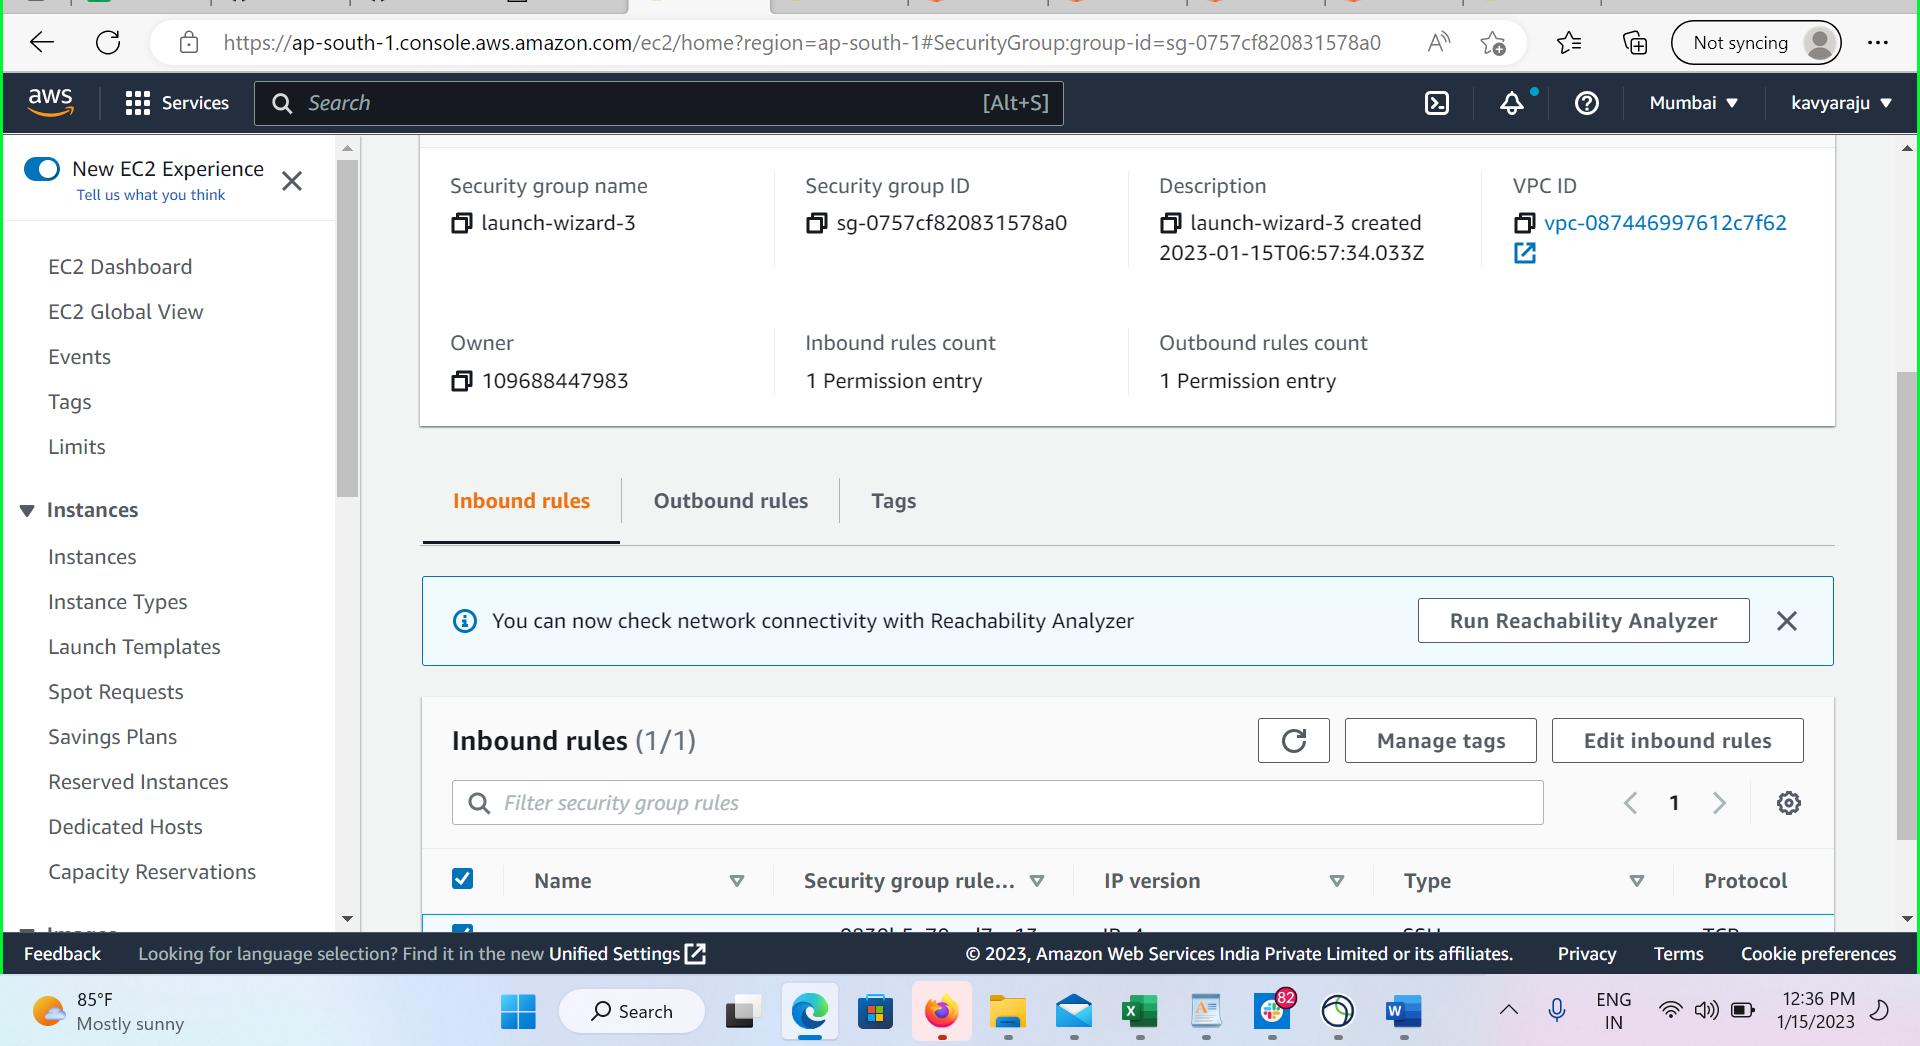 https://ap-south-1.console.aws.amazon.com/ec2/home?region=ap-south-1#SecurityGroup:group-id=sg-0757cf820831578a0
Not syncing
aws
Services
Search
[Alt+S]
Mumbai ▼
kavyaraju ▼
New EC2 Experience
Tell us what you think
EC2 Dashboard
EC2 Global View
Events
Tags
Limits
Instances
Instances
Instance Types
Launch Templates
Spot Requests
Savings Plans
Reserved Instances
Dedicated Hosts
Capacity Reservations
Images
Security group name
launch-wizard-3
Security group ID
sg-0757cf820831578a0
Description
launch-wizard-3 created
2023-01-15T06:57:34.033Z
VPC ID
vpc-087446997612c7f62
Owner
109688447983
Inbound rules count
1 Permission entry
Outbound rules count
1 Permission entry
Inbound rules
Outbound rules
Tags
You can now check network connectivity with Reachability Analyzer
Run Reachability Analyzer
Inbound rules (1/1)
Manage tags
Edit inbound rules
Filter security group rules
1
Name
Security group rule...
IP version
Type
Protocol
IPv4
SSH
TCP
Feedback
Looking for language selection? Find it in the new Unified Settings
© 2023, Amazon Web Services India Private Limited or its affiliates.
Privacy
Terms
Cookie preferences
85°F
Mostly sunny
Search
82
ENG
IN
12:36 PM
1/15/2023